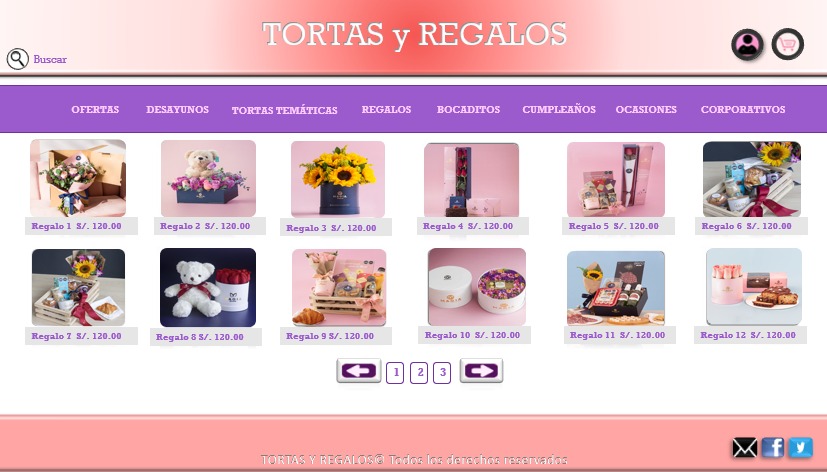 TORTAS y REGALOS
Buscar
OFERTAS DESAYUNOS TORTAS TEMÁTICAS REGALOS BOCADITOS CUMPLEAÑOS OCASIONES CORPORATIVOS
Regalo 1 S/. 120.00
Regalo 2 S/. 120.00
Regalo 3 S/. 120.00
Regalo 4 S/. 120.00
Regalo 5 S/. 120.00
Regalo 6 S/. 120.00
Regalo 7 S/. 120.00
Regalo 8 S/. 120.00
Regalo 9 S/. 120.00
Regalo 10 S/. 120.00
Regalo 11 S/. 120.00
Regalo 12 S/. 120.00
1 2 3
TORTAS Y REGALOS© Todos los derechos reservados